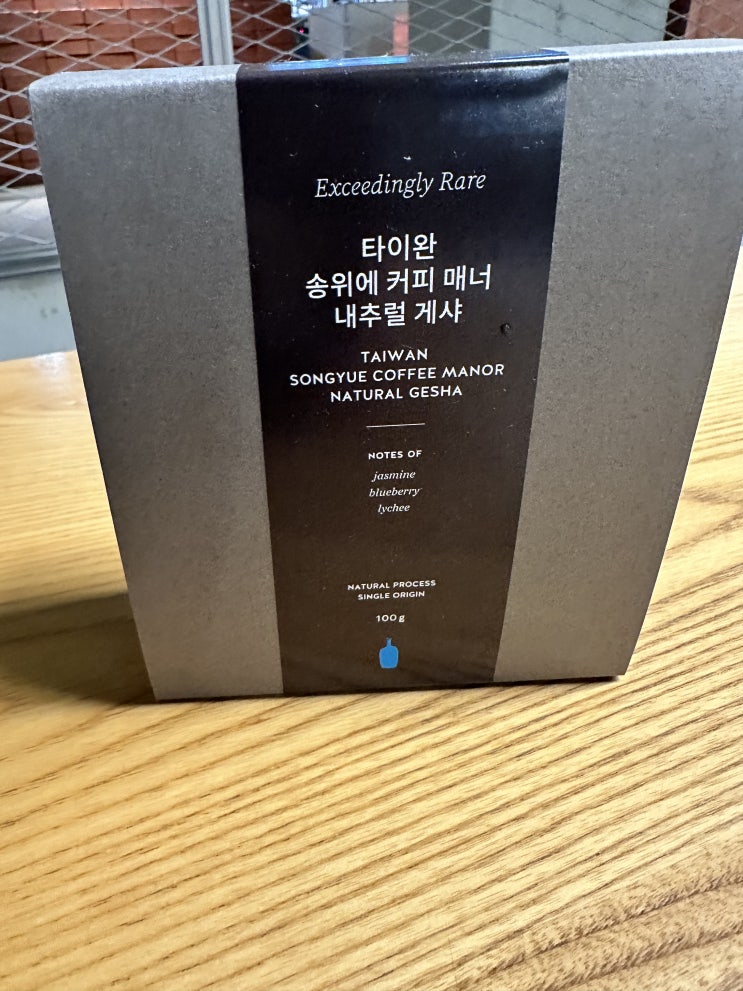 Exceedingly Rare
타이완
송위에 커피 매너
내추럴 게샤
TAIWAN
SONGYUE COFFEE MANOR
NATURAL GESHA
NOTES OF
jasmine
blueberry
lychee
NATURAL PROCESS
SINGLE ORIGIN
100g